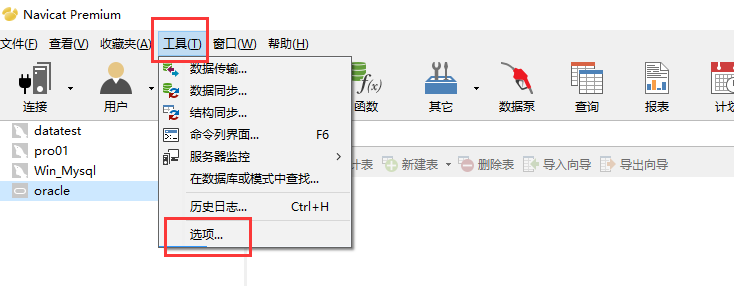 Navicat Premium
文件(F) 查看(V) 收藏夹(A) 工具(T) 窗口(W) 帮助(H)
连接 用户 函数 其它 数据泵 查询 报表 计划
数据传输...
数据同步...
结构同步...
命令列界面... F6
服务器监控
在数据库或模式中查找...
历史日志... Ctrl+H
选项...
datatest
pro01
Win_Mysql
oracle
计表 新建表 删除表 导入向导 导出向导